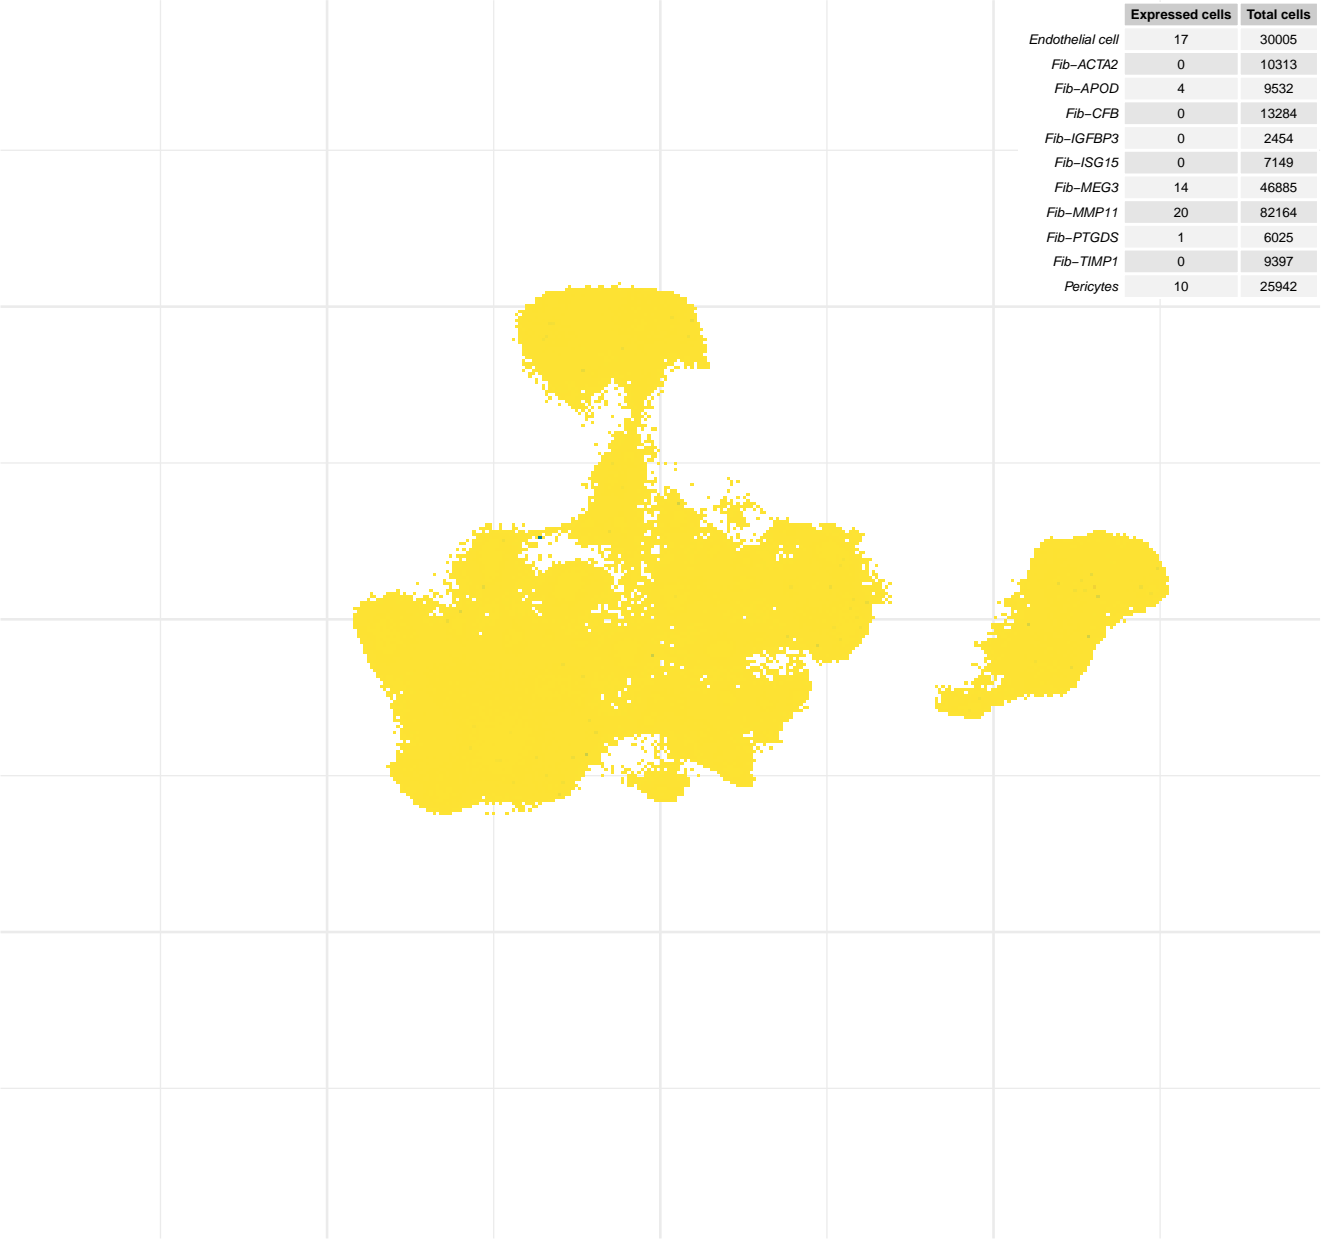 Expressed cells Total cells
Endothelial cell 17 30005
Fib−ACTA2 0 10313
Fib−APOD 4 9532
Fib−CFB 0 13284
Fib−IGFBP3 0 2454
Fib−ISG15 0 7149
Fib−MEG3 14 46885
Fib−MMP11 20 82164
Fib−PTGDS 1 6025
Fib−TIMP1 0 9397
Pericytes 10 25942